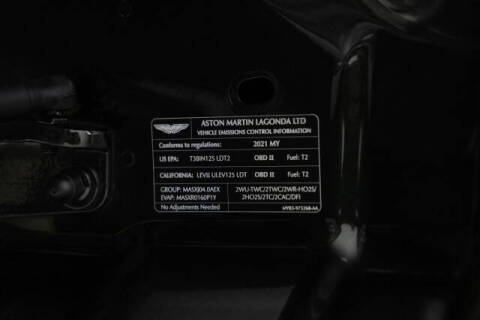 ASTON MARTIN LAGONDA LTD
VEHICLE EMISSIONS CONTROL INFORMATION
Conforms to regulations: 2021 MY
US EPA: T3BIN125 LDT2 OBD II Fuel: T2
CALIFORNIA: LEVIII ULEV125 LDT OBD II Fuel: T2
GROUP: MASXJ04.0AEX 2WU-TWC/2TWC/2WR-HO2S/
EVAP: MASXR0160P1Y 2HO2S/2TC/2CAC/DFI
No Adjustments Needed